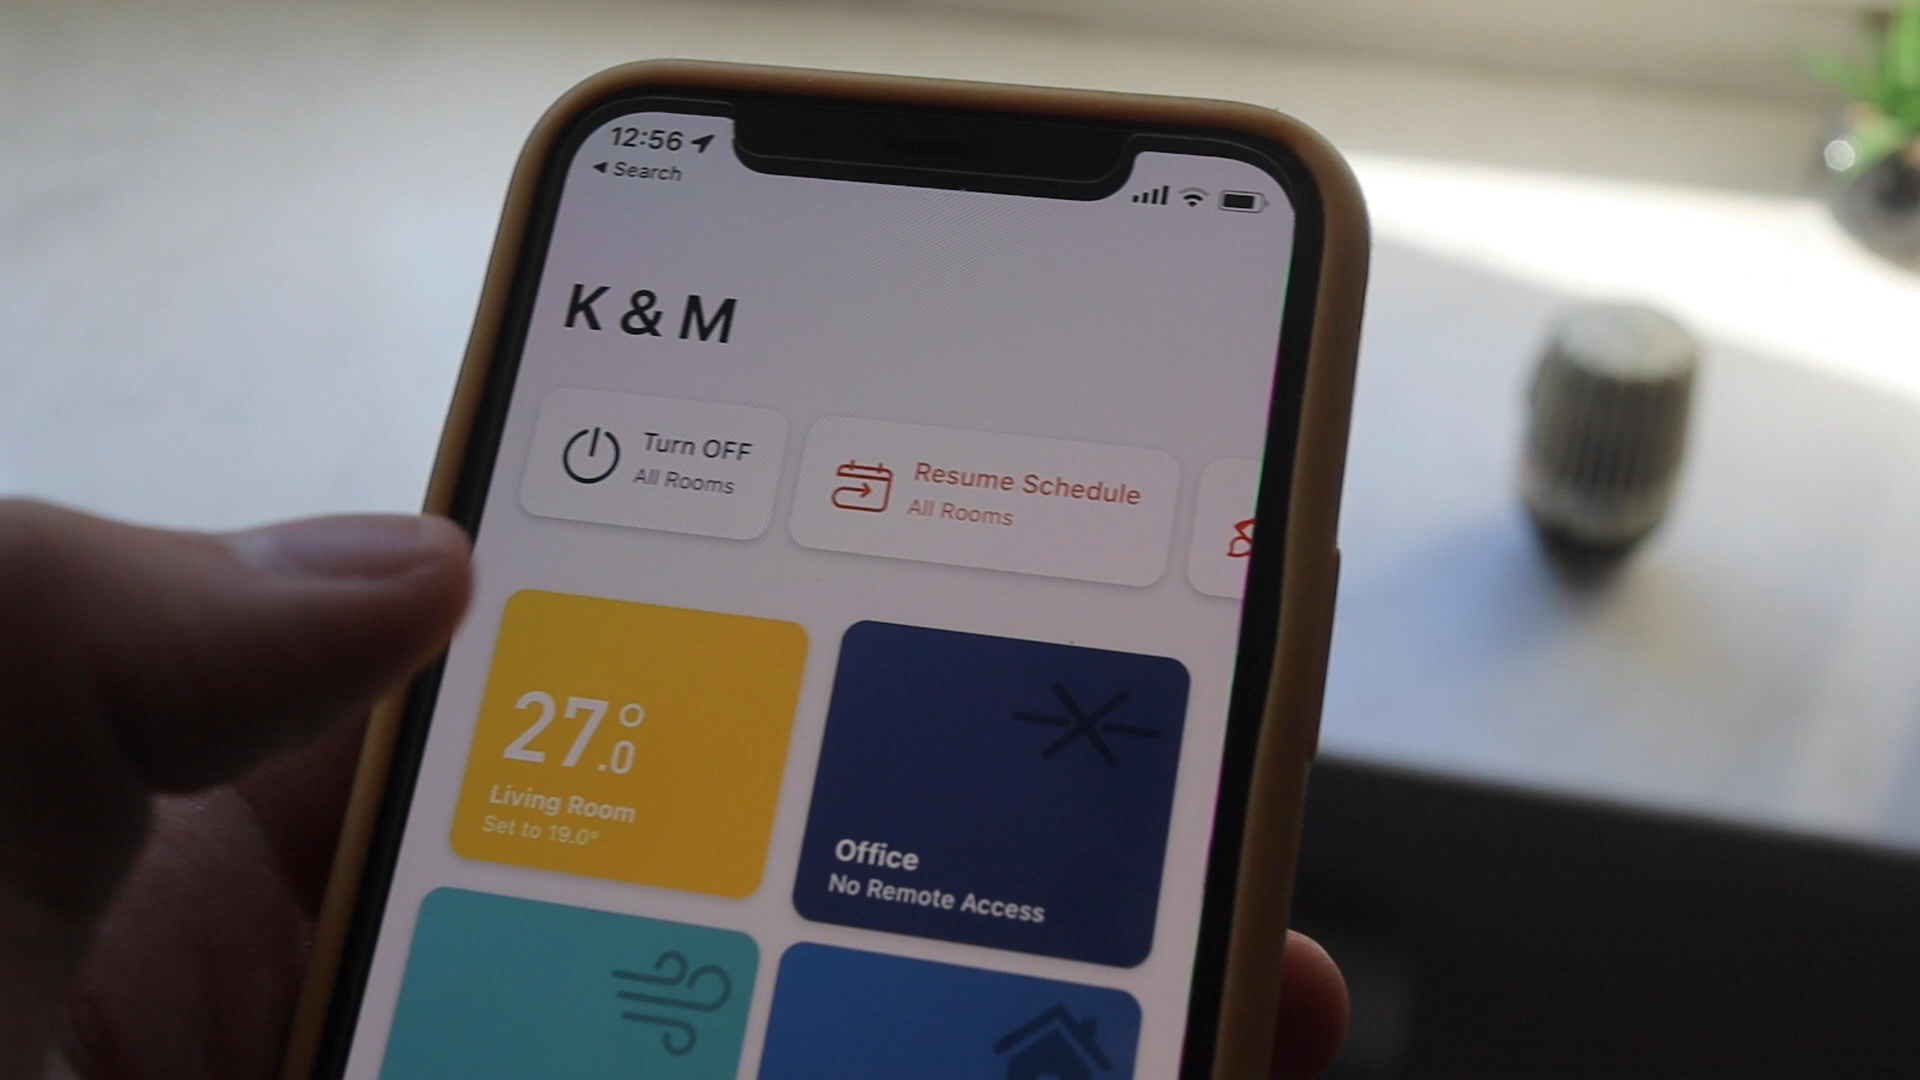 12:56
Search
K & M
Turn OFF
All Rooms
Resume Schedule
All Rooms
27.0°
Living Room
Set to 19.0°
Office
No Remote Access